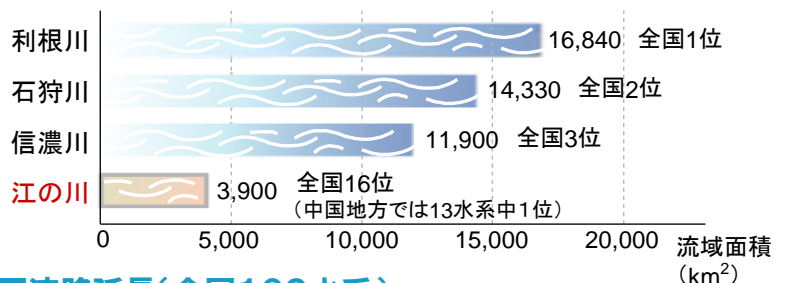 利根川 16,840 全国1位
石狩川 14,330 全国2位
信濃川 11,900 全国3位
江の川 3,900 全国16位
（中国地方では13水系中1位）
0 5,000 10,000 15,000 20,000 流域面積
（km²）